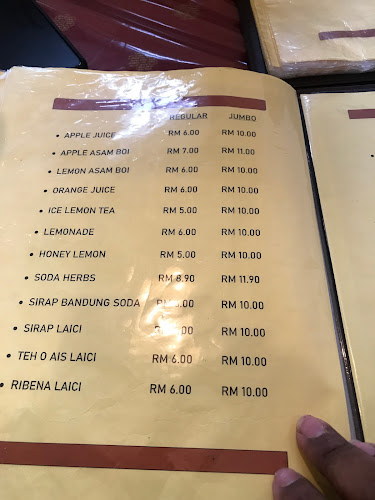 REGULAR JUMBO
• APPLE JUICE RM 6.00 RM 10.00
• APPLE ASAM BOI RM 7.00 RM 11.00
• LEMON ASAM BOI RM 6.00 RM 10.00
• ORANGE JUICE RM 6.00 RM 10.00
• ICE LEMON TEA RM 5.00 RM 10.00
• LEMONADE RM 6.00 RM 10.00
• HONEY LEMON RM 5.00 RM 10.00
• SODA HERBS RM 8.90 RM 11.90
• SIRAP BANDUNG SODA RM 10.00
• SIRAP LAICI RM 10.00
• TEH O AIS LAICI RM 6.00 RM 10.00
• RIBENA LAICI RM 6.00 RM 10.00